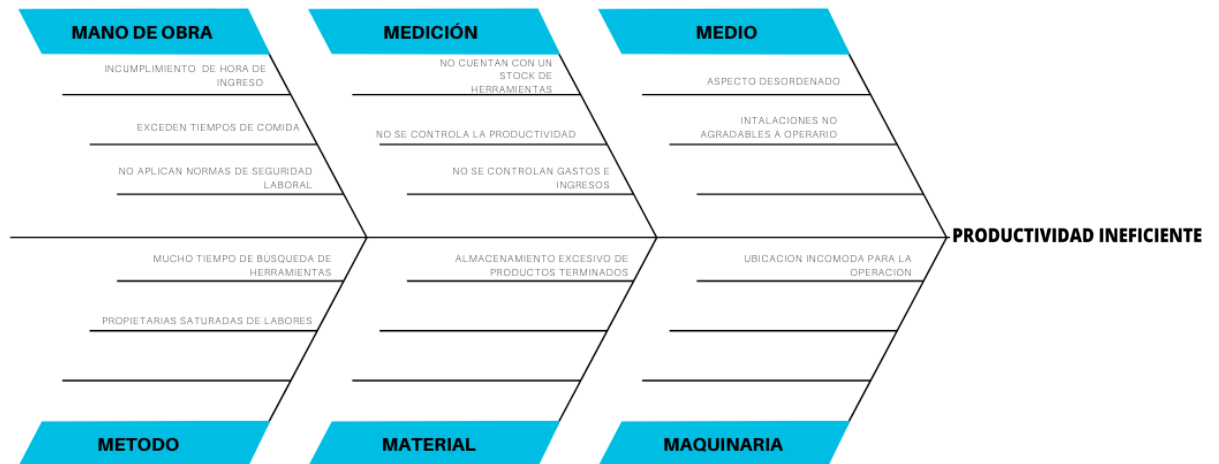 MANO DE OBRA
MEDICIÓN
MEDIO
INCUMPLIMIENTO DE HORA DE
INGRESO
EXCEDEN TIEMPOS DE COMIDA
NO APLICAN NORMAS DE SEGURIDAD
LABORAL
NO CUENTAN CON UN
STOCK DE
HERRAMIENTAS
NO SE CONTROLA LA PRODUCTIVIDAD
NO SE CONTROLAN GASTOS E
INGRESOS
ASPECTO DESORDENADO
INTALACIONES NO
AGRADABLES A OPERARIO
PRODUCTIVIDAD INEFICIENTE
MUCHO TIEMPO DE BÚSQUEDA DE
HERRAMIENTAS
PROPIETARIAS SATURADAS DE LABORES
ALMACENAMIENTO EXCESIVO DE
PRODUCTOS TERMINADOS
UBICACION INCOMODA PARA LA
OPERACION
METODO
MATERIAL
MAQUINARIA